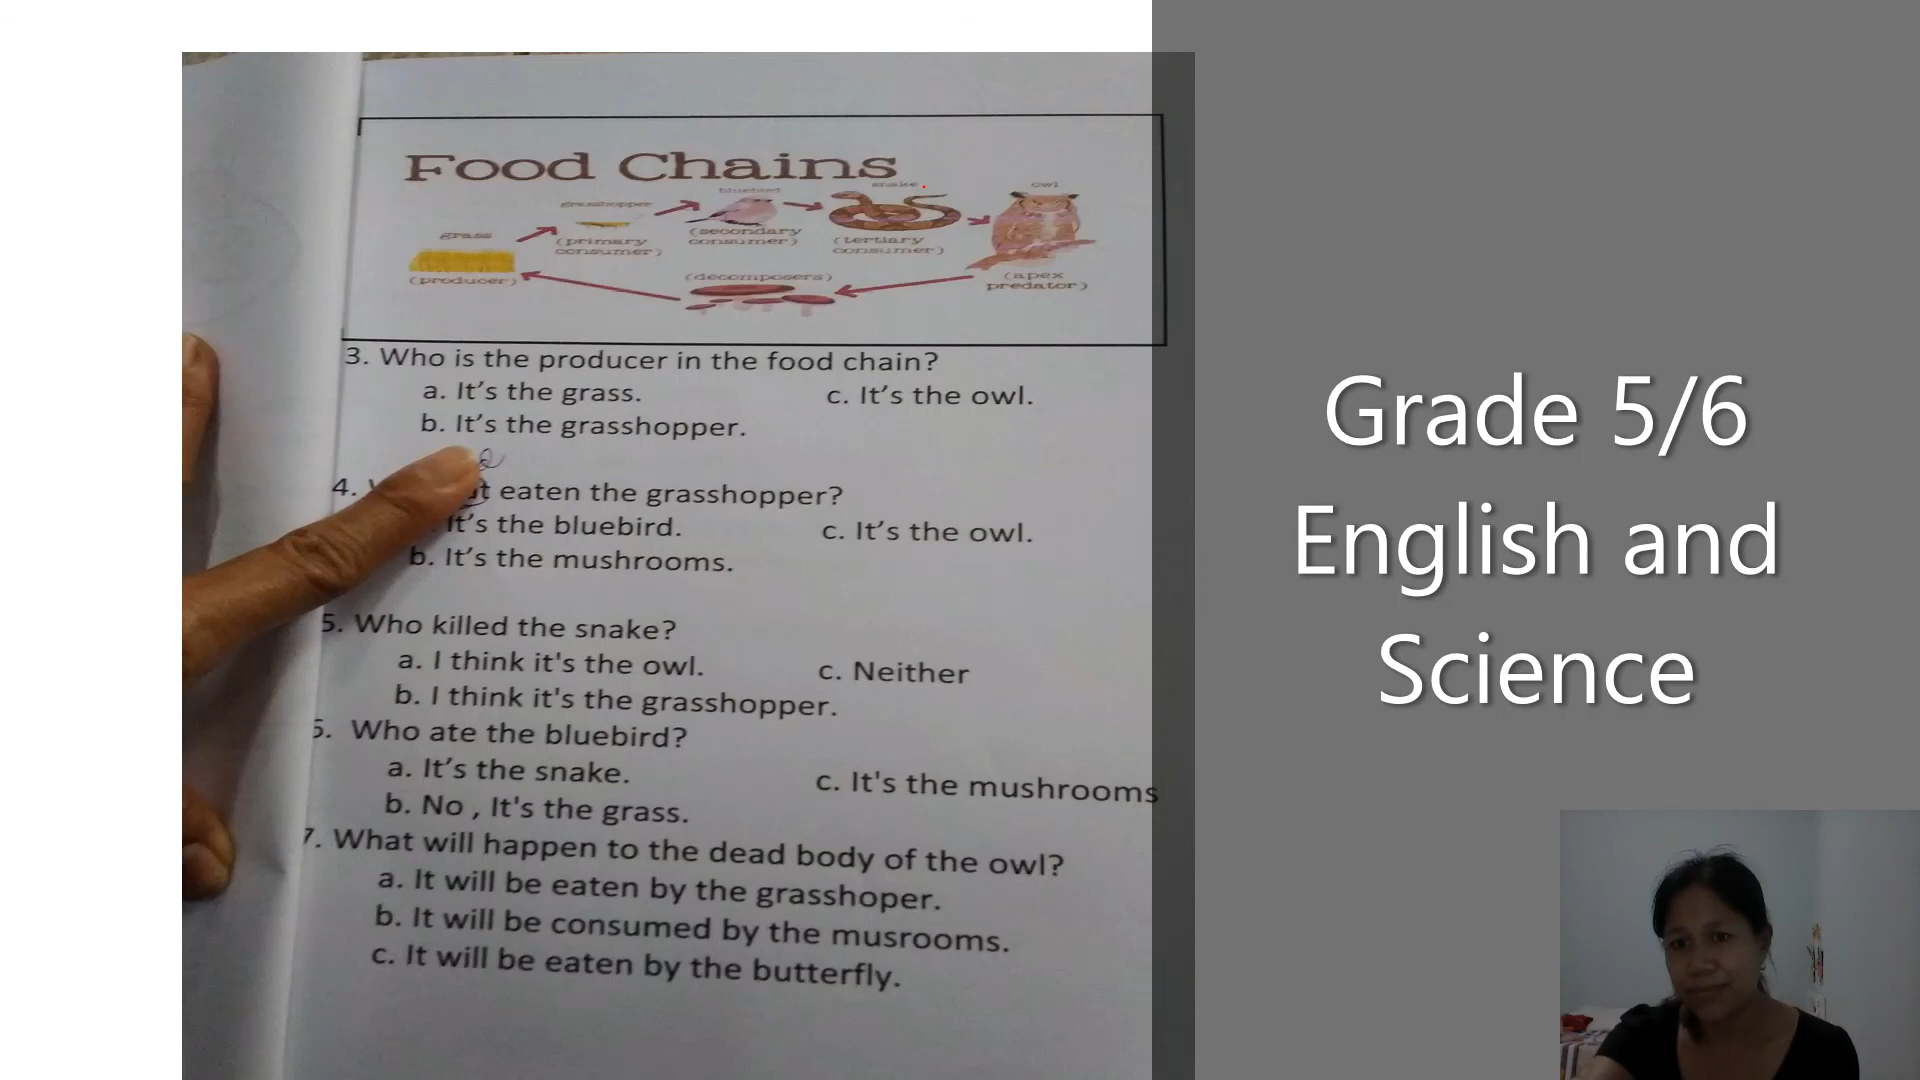 Food Chains
bluebird
snake
owl
grasshopper
grass
(secondary
consumer)
(tertiary
consumer)
(primary
consumer)
(producer)
(decomposers)
(apex
predator)
3. Who is the producer in the food chain?
a. It’s the grass.
c. It’s the owl.
b. It’s the grasshopper.
4. eaten the grasshopper?
It’s the bluebird.
c. It’s the owl.
b. It’s the mushrooms.
5. Who killed the snake?
a. I think it's the owl.
c. Neither
b. I think it's the grasshopper.
Who ate the bluebird?
a. It’s the snake.
c. It's the mushrooms
b. No , It's the grass.
7. What will happen to the dead body of the owl?
a. It will be eaten by the grasshoper.
b. It will be consumed by the musrooms.
c. It will be eaten by the butterfly.
Grade 5/6
English and
Science